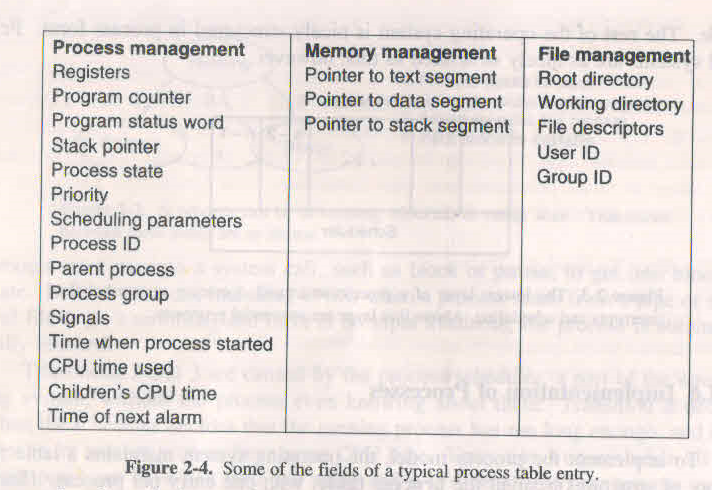 Process management
Registers
Program counter
Program status word
Stack pointer
Process state
Priority
Scheduling parameters
Process ID
Parent process
Process group
Signals
Time when process started
CPU time used
Children's CPU time
Time of next alarm
Memory management
Pointer to text segment
Pointer to data segment
Pointer to stack segment
File management
Root directory
Working directory
File descriptors
User ID
Group ID
Figure 2-4. Some of the fields of a typical process table entry.